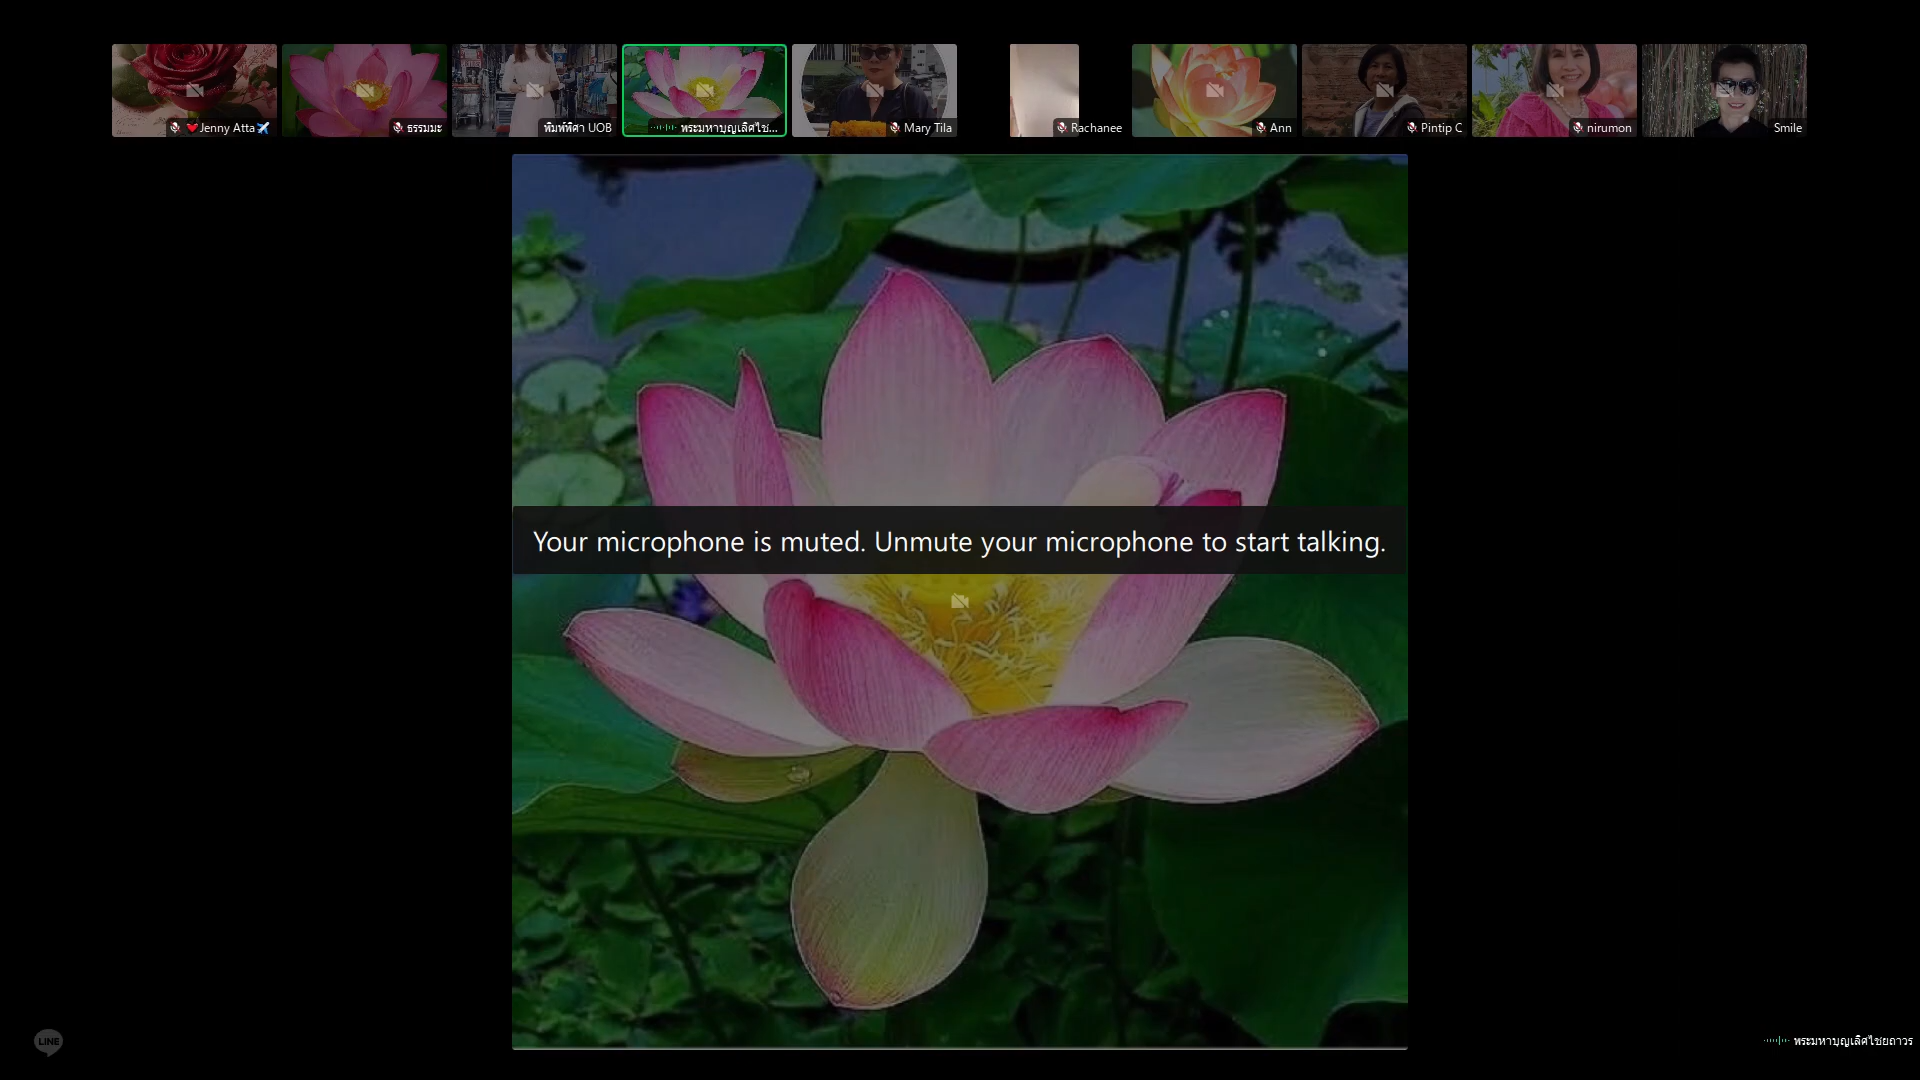 ❤️Jenny Atta✈️
ธรรมมะ
พิมพ์พิศา UOB
พระมหาบุญเลิศไชย...
Mary Tila
Rachanee
Ann
Pintip C
nirumon
Smile
Your microphone is muted. Unmute your microphone to start talking.
LINE
พระมหาบุญเลิศไชยถาวร